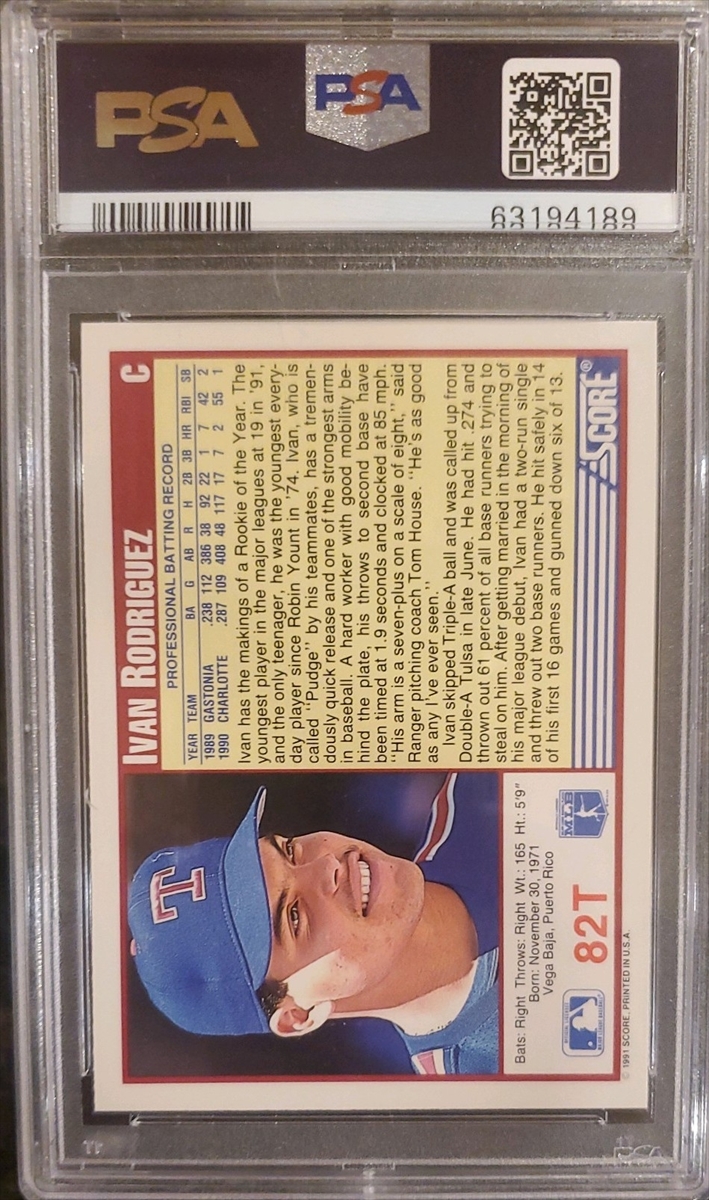 PSA
PSA
63194189
IVAN RODRIGUEZ C
PROFESSIONAL BATTING RECORD
YEAR TEAM BA G AB R H 2B 3B HR RBI SB
1989 GASTONIA .238 112 386 38 92 22 1 7 42 2
1990 CHARLOTTE .287 109 408 48 117 17 7 2 55 1
Ivan has the makings of a Rookie of the Year. The
youngest player in the major leagues at 19 in '91,
and the only teenager, he was the youngest every-
day player since Robin Yount in '74. Ivan, who is
called "Pudge" by his teammates, has a tremen-
dously quick release and one of the strongest arms
in baseball. A hard worker with good mobility be-
hind the plate, his throws to second base have
been timed at 1.9 seconds and clocked at 85 mph.
"His arm is a seven-plus on a scale of eight," said
Ranger pitching coach Tom House. "He's as good
as any I've ever seen."
Ivan skipped Triple-A ball and was called up from
Double-A Tulsa in late June. He had hit .274 and
thrown out 61 percent of all base runners trying to
steal on him. After getting married in the morning of
his major league debut, Ivan had a two-run single
and threw out two base runners. He hit safely in 14
of his first 16 games and gunned down six of 13.
SCORE®
T
Bats: Right Throws: Right Wt.: 165 Ht.: 5'9"
Born: November 30, 1971
Vega Baja, Puerto Rico
82T
MLB
© 1991 SCORE, PRINTED IN U.S.A.
PSA